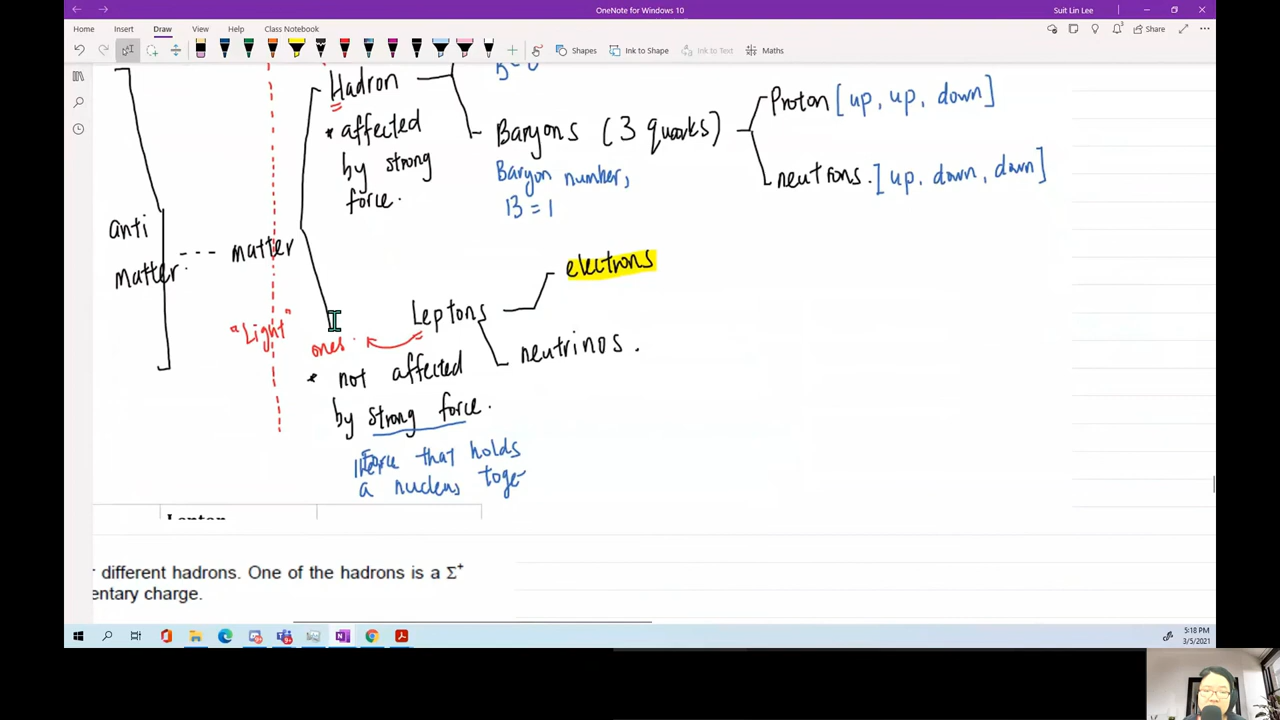 OneNote for Windows 10
Suit Lin Lee
Home
Insert
Draw
View
Help
Class Notebook
Share
Shapes
Ink to Shape
Ink to Text
Maths
Hadron
* affected
by strong
force.
Baryons (3 quarks)
Baryon number,
B = 1
Proton [up, up, down]
neutrons.] up, down, down]
anti
matter.
matter
"Light"
ones.
Leptons
electrons
neutrinos.
* not affected
by strong force.
Force that holds
a nucleus toge
r different hadrons. One of the hadrons is a Σ+
entary charge.
5:18 PM
3/5/2021